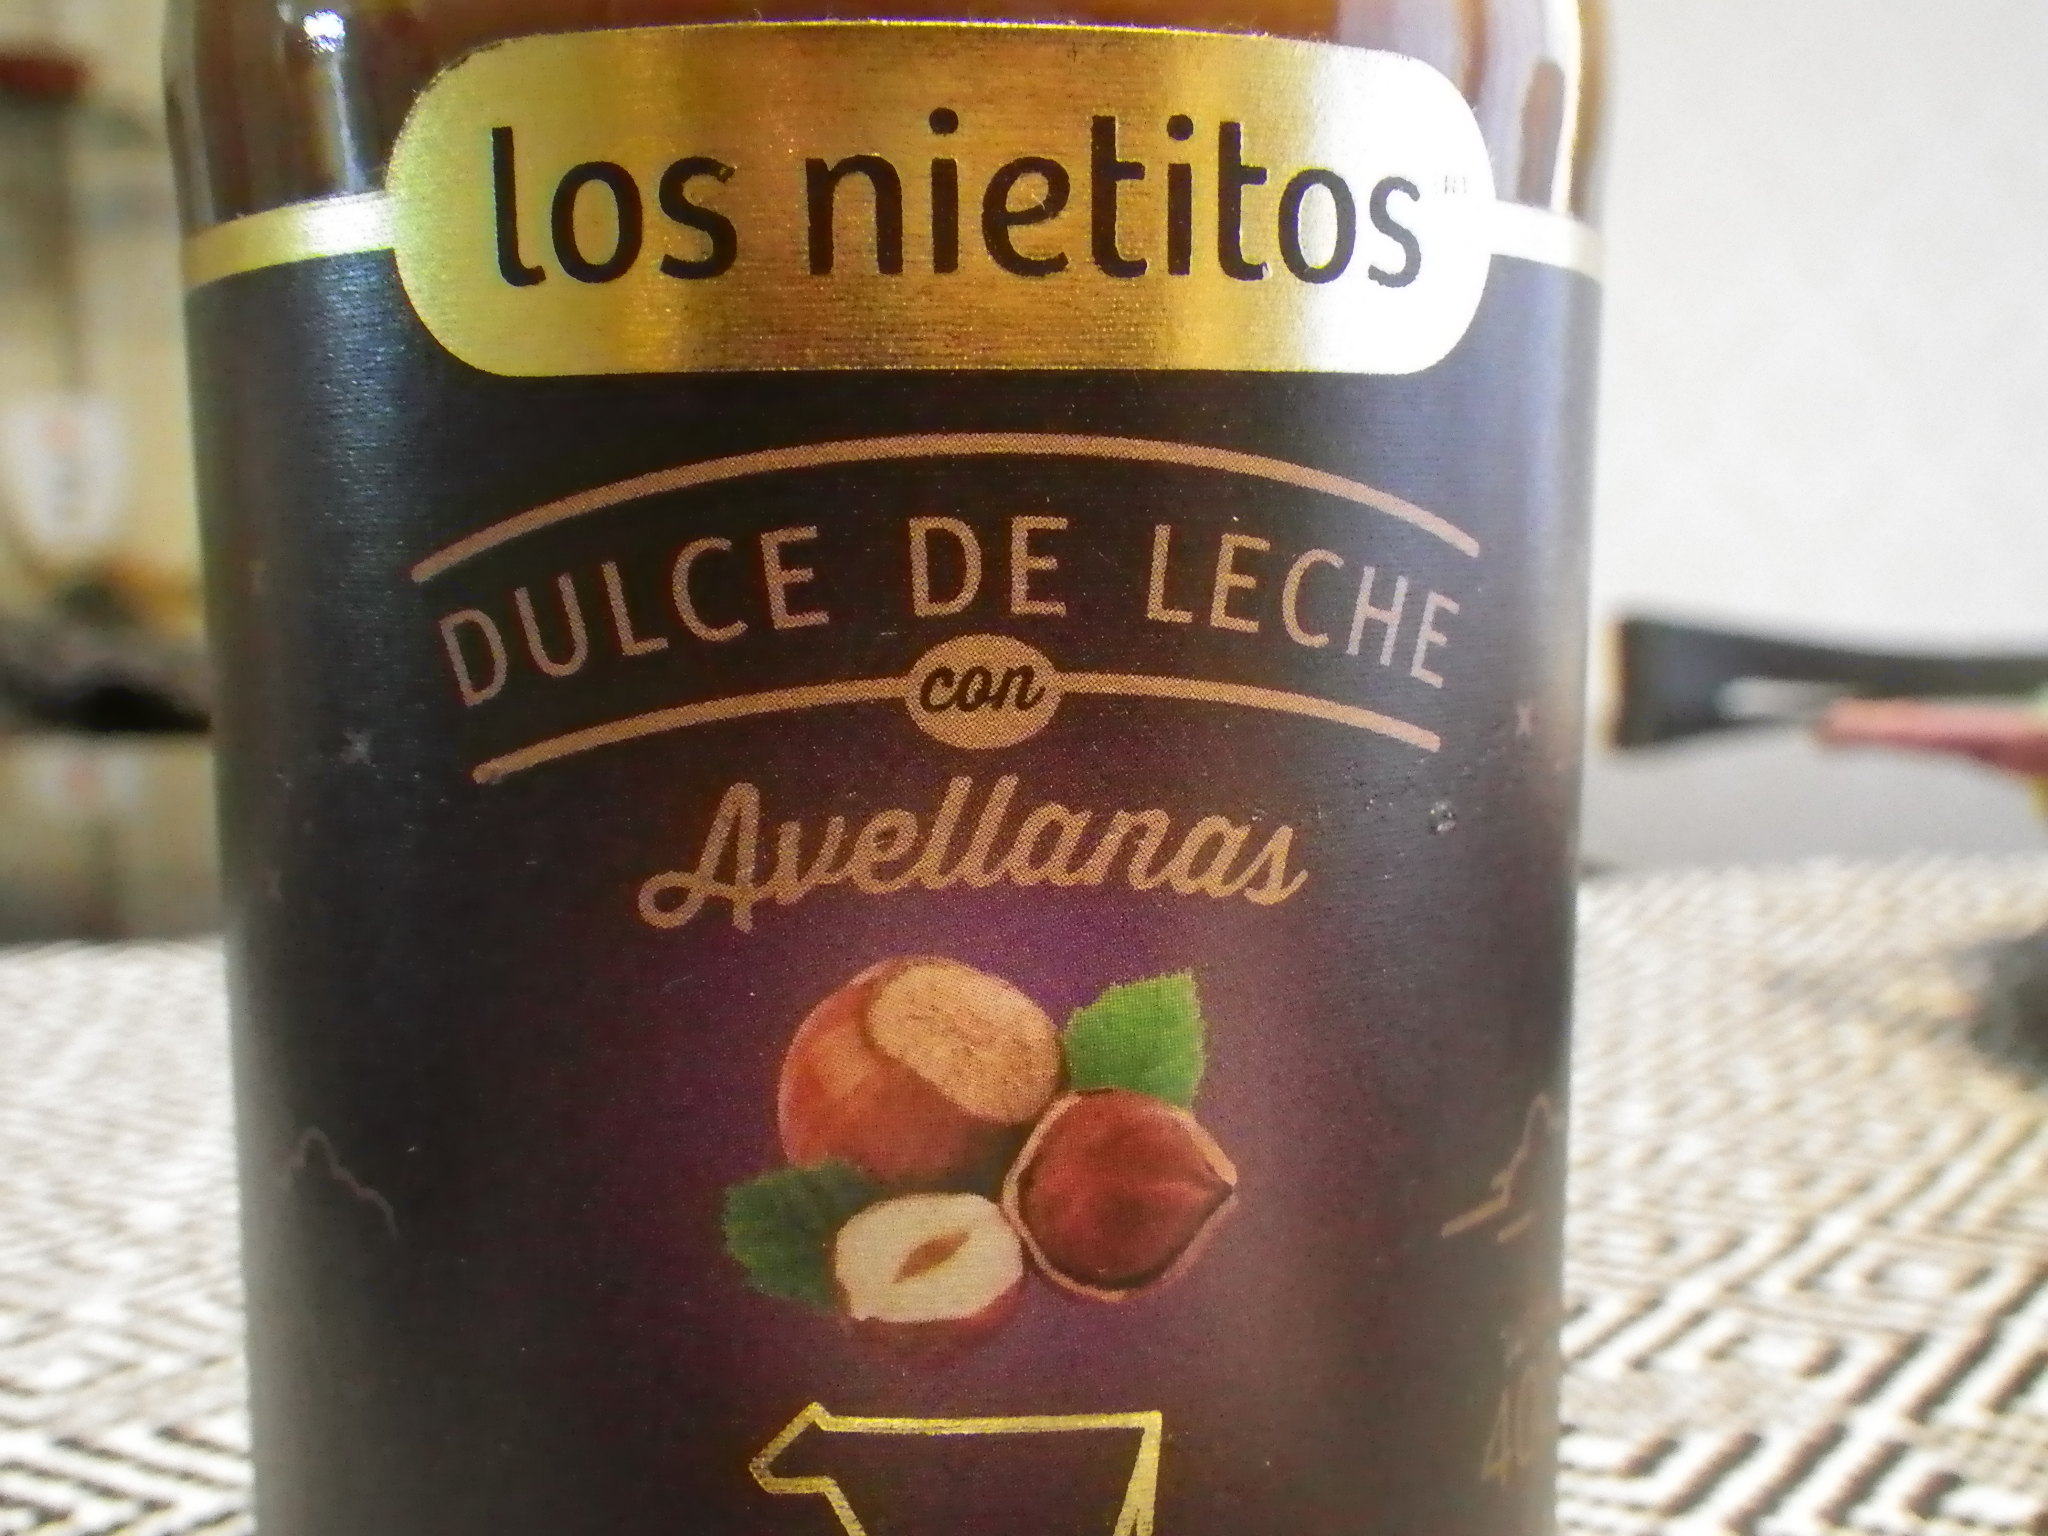 los nietitos
DULCE DE LECHE
con
Avellanas